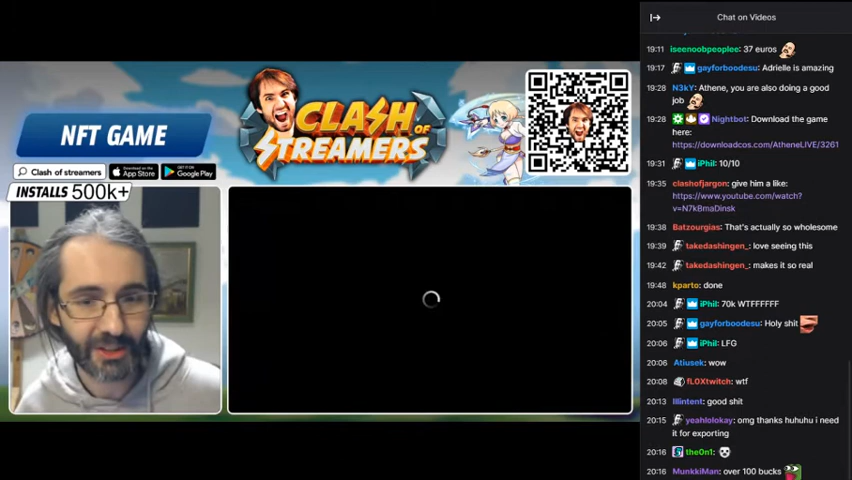 Chat on Videos
19:11 iseenoobpeoplee: 37 euros
19:17 gayforboodesu: Adrielle is amazing
19:28 N3kY: Athene, you are also doing a good
job
19:28 Nightbot: Download the game
here:
https://downloadcos.com/AtheneLIVE/3261
19:31 iPhil: 10/10
19:35 clashofjargon: give him a like:
https://www.youtube.com/watch?
v=N7kBmaDinsk
19:38 Batzourgias: That's actually so wholesome
19:39 takedashingen_: love seeing this
19:42 takedashingen_: makes it so real
19:48 kparto: done
20:04 iPhil: 70k WTFFFFFF
20:05 gayforboodesu: Holy shit
20:06 iPhil: LFG
20:06 Atiusek: wow
20:08 fL0Xtwitch: wtf
20:13 Illintent: good shit
20:15 yeahlolokay: omg thanks huhuhu i need
it for exporting
20:16 the0n1:
20:16 MunkkiMan: over 100 bucks
NFT GAME
Clash of streamers
Download on the
App Store
GET IT ON
Google Play
INSTALLS 500k+
CLASH OF
STREAMERS